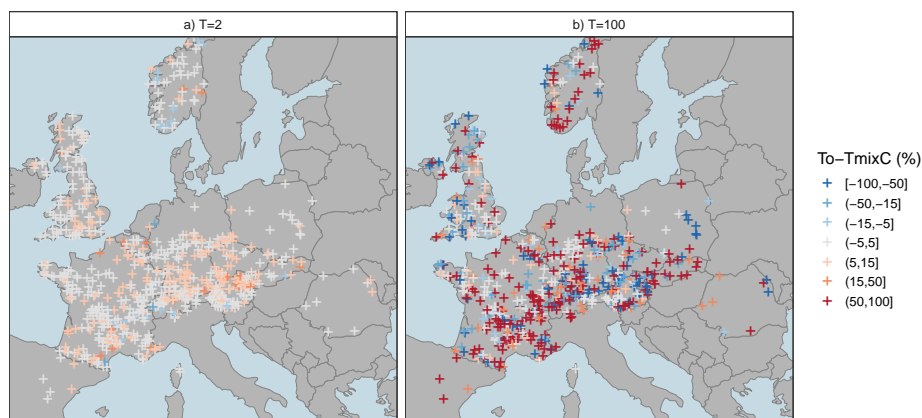 a) T=2
b) T=100
To−TmixC (%)
[−100,−50]
(−50,−15]
(−15,−5]
(−5,5]
(5,15]
(15,50]
(50,100]